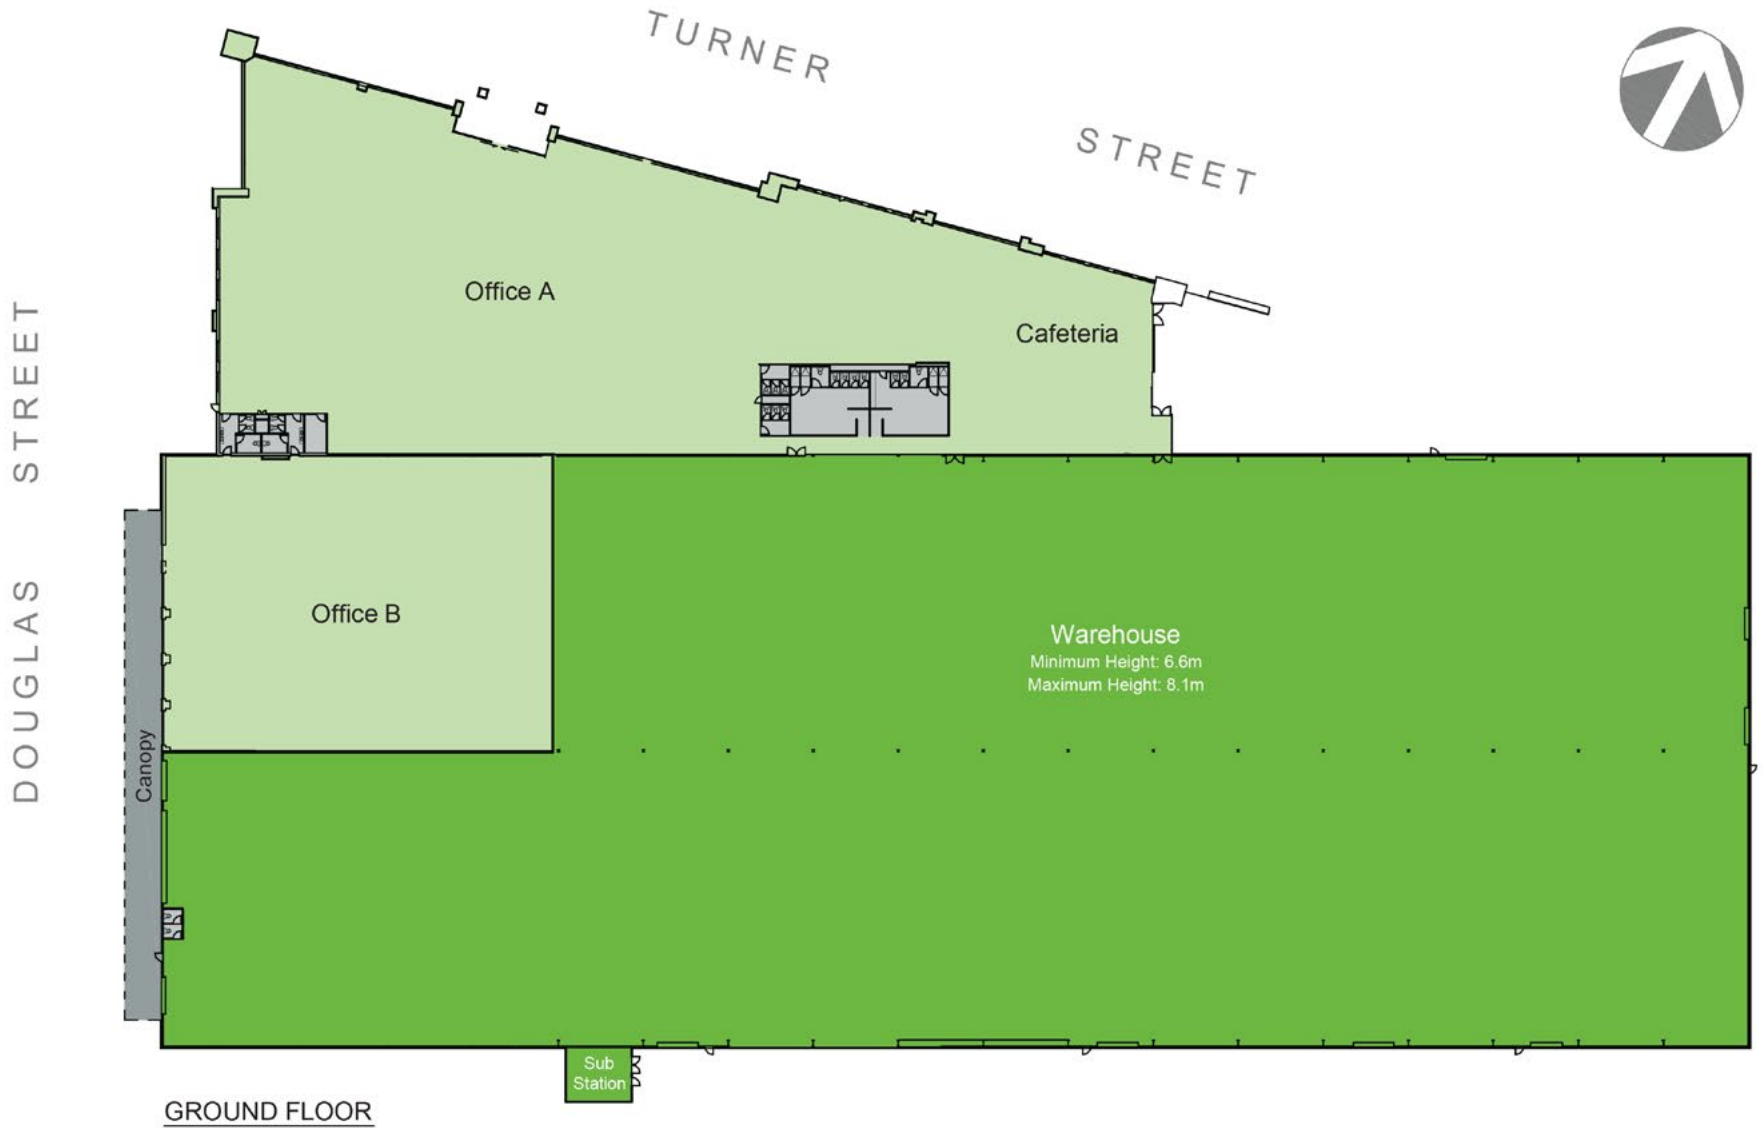 TURNER
STREET
Office A
Cafeteria
DOUGLAS STREET
Office B
Warehouse
Minimum Height: 6.6m
Maximum Height: 8.1m
Canopy
Sub
Station
GROUND FLOOR